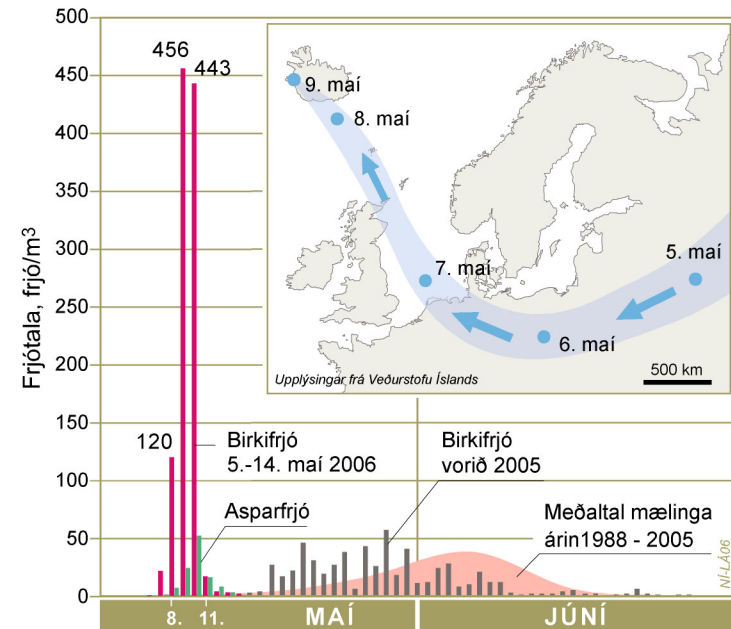 Frjótala, frjó/m³
500
450
400
350
300
250
200
150
100
50
0
456
443
120
Birkifrjó
5.-14. maí 2006
Asparfrjó
Birkifrjó
vorið 2005
Meðaltal mælinga
árin1988 - 2005
9. maí
8. maí
7. maí
6. maí
5. maí
Upplýsingar frá Veðurstofu Íslands
500 km
NÍ-LÁ06
8. 11. MAÍ JÚNÍ